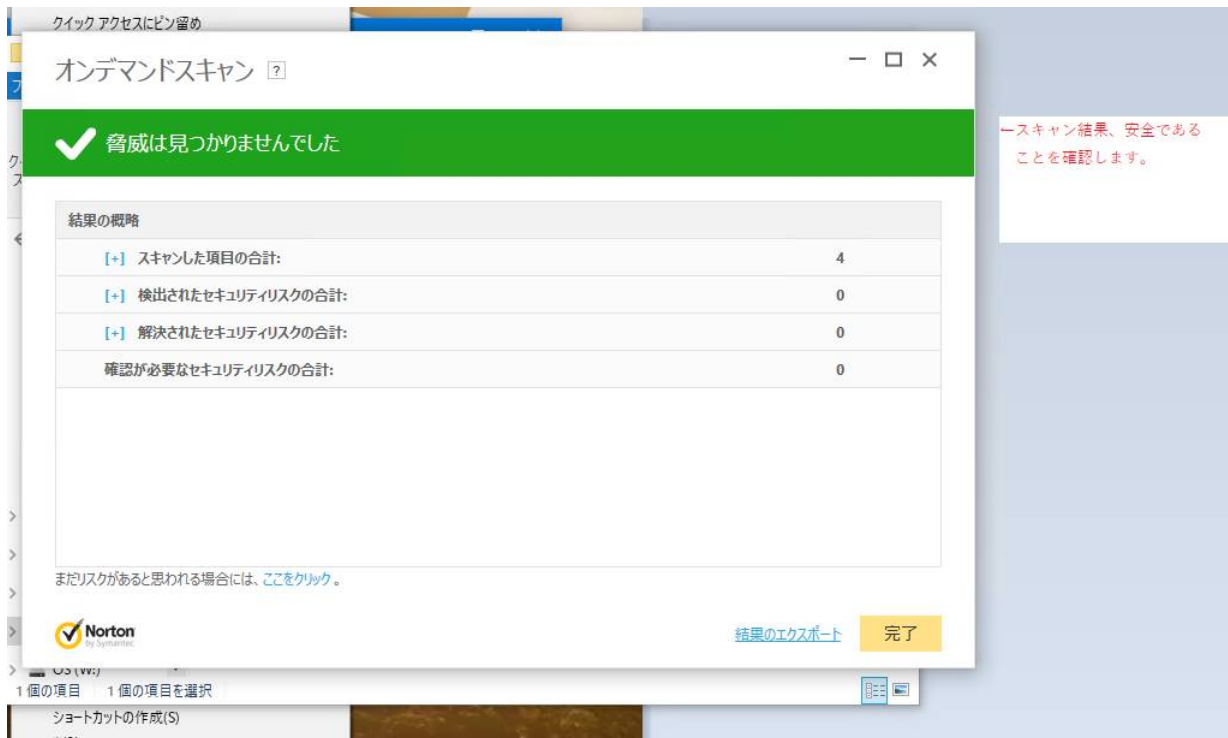 クイック アクセスにピン留め
オンデマンドスキャン ?
脅威は見つかりませんでした
←スキャン結果、安全である
ことを確認します。
結果の概略
[+] スキャンした項目の合計: 4
[+] 検出されたセキュリティリスクの合計: 0
[+] 解決されたセキュリティリスクの合計: 0
確認が必要なセキュリティリスクの合計: 0
まだリスクがあると思われる場合には、ここをクリック。
Norton
by Symantec
結果のエクスポート
完了
OS (W:)
1 個の項目 1 個の項目を選択
ショートカットの作成(S)